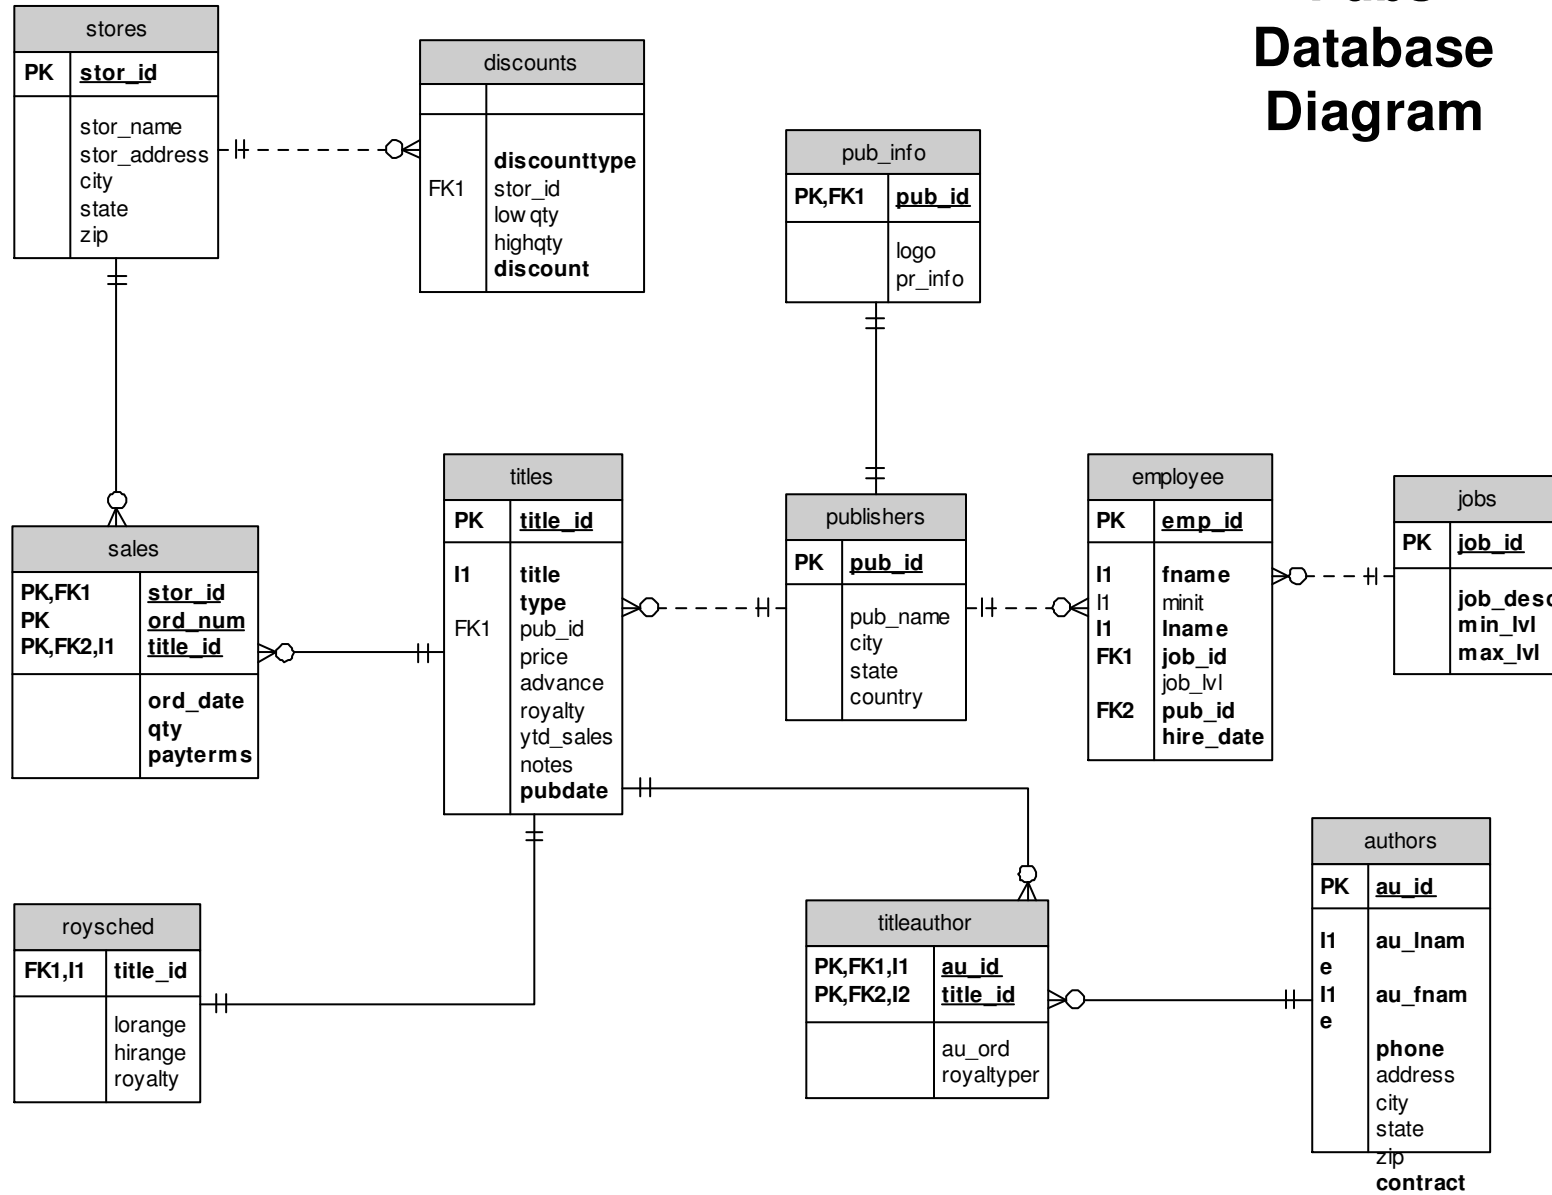 Database
Diagram
stores
PK stor_id
stor_name
stor_address
city
state
zip
discounts
discounttype
FK1 stor_id
lowqty
highqty
discount
pub_info
PK,FK1 pub_id
logo
pr_info
sales
PK,FK1 stor_id
PK ord_num
PK,FK2,I1 title_id
ord_date
qty
payterms
titles
PK title_id
I1 title
type
FK1 pub_id
price
advance
royalty
ytd_sales
notes
pubdate
publishers
PK pub_id
pub_name
city
state
country
employee
PK emp_id
I1 fname
I1 minit
I1 lname
FK1 job_id
job_lvl
FK2 pub_id
hire_date
jobs
PK job_id
job_desc
min_lvl
max_lvl
roysched
FK1,I1 title_id
lorange
hirange
royalty
titleauthor
PK,FK1,I1 au_id
PK,FK2,I2 title_id
au_ord
royaltyper
authors
PK au_id
I1 au_lnam
e
I1 au_fnam
e
phone
address
city
state
zip
contract